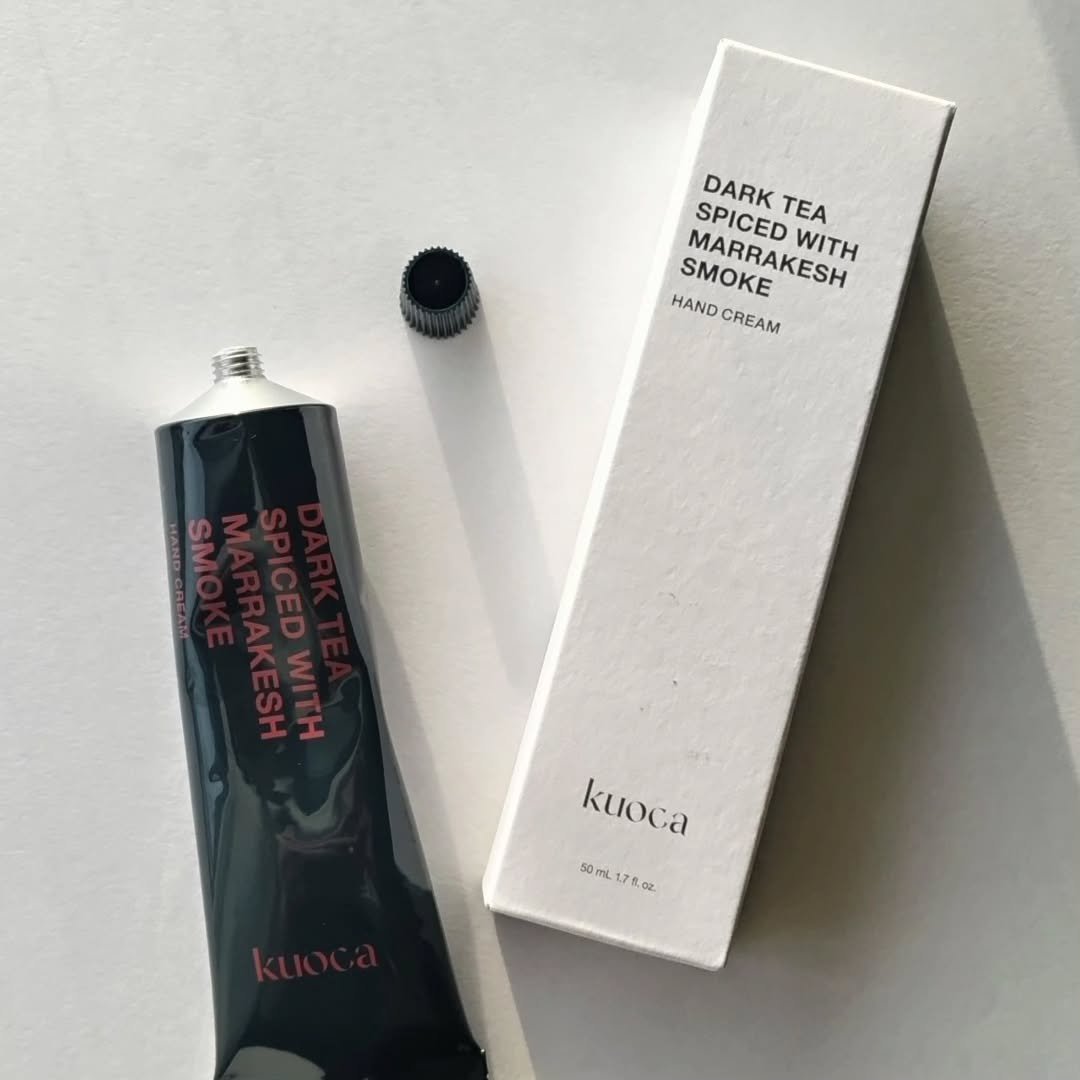 DARK TEA
SPICED WITH
MARRAKESH
SMOKE
HAND CREAM
kuoca
DARK TEA
SPICED WITH
MARRAKESH
SMOKE
HAND CREAM
kuoca
50 mL 1.7 fl. oz.